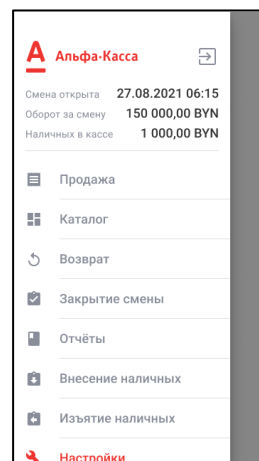 Альфа·Касса
Смена открыта 27.08.2021 06:15
Оборот за смену 150 000,00 BYN
Наличных в кассе 1 000,00 BYN
Продажа
Каталог
Возврат
Закрытие смены
Отчёты
Внесение наличных
Изъятие наличных
Настройки